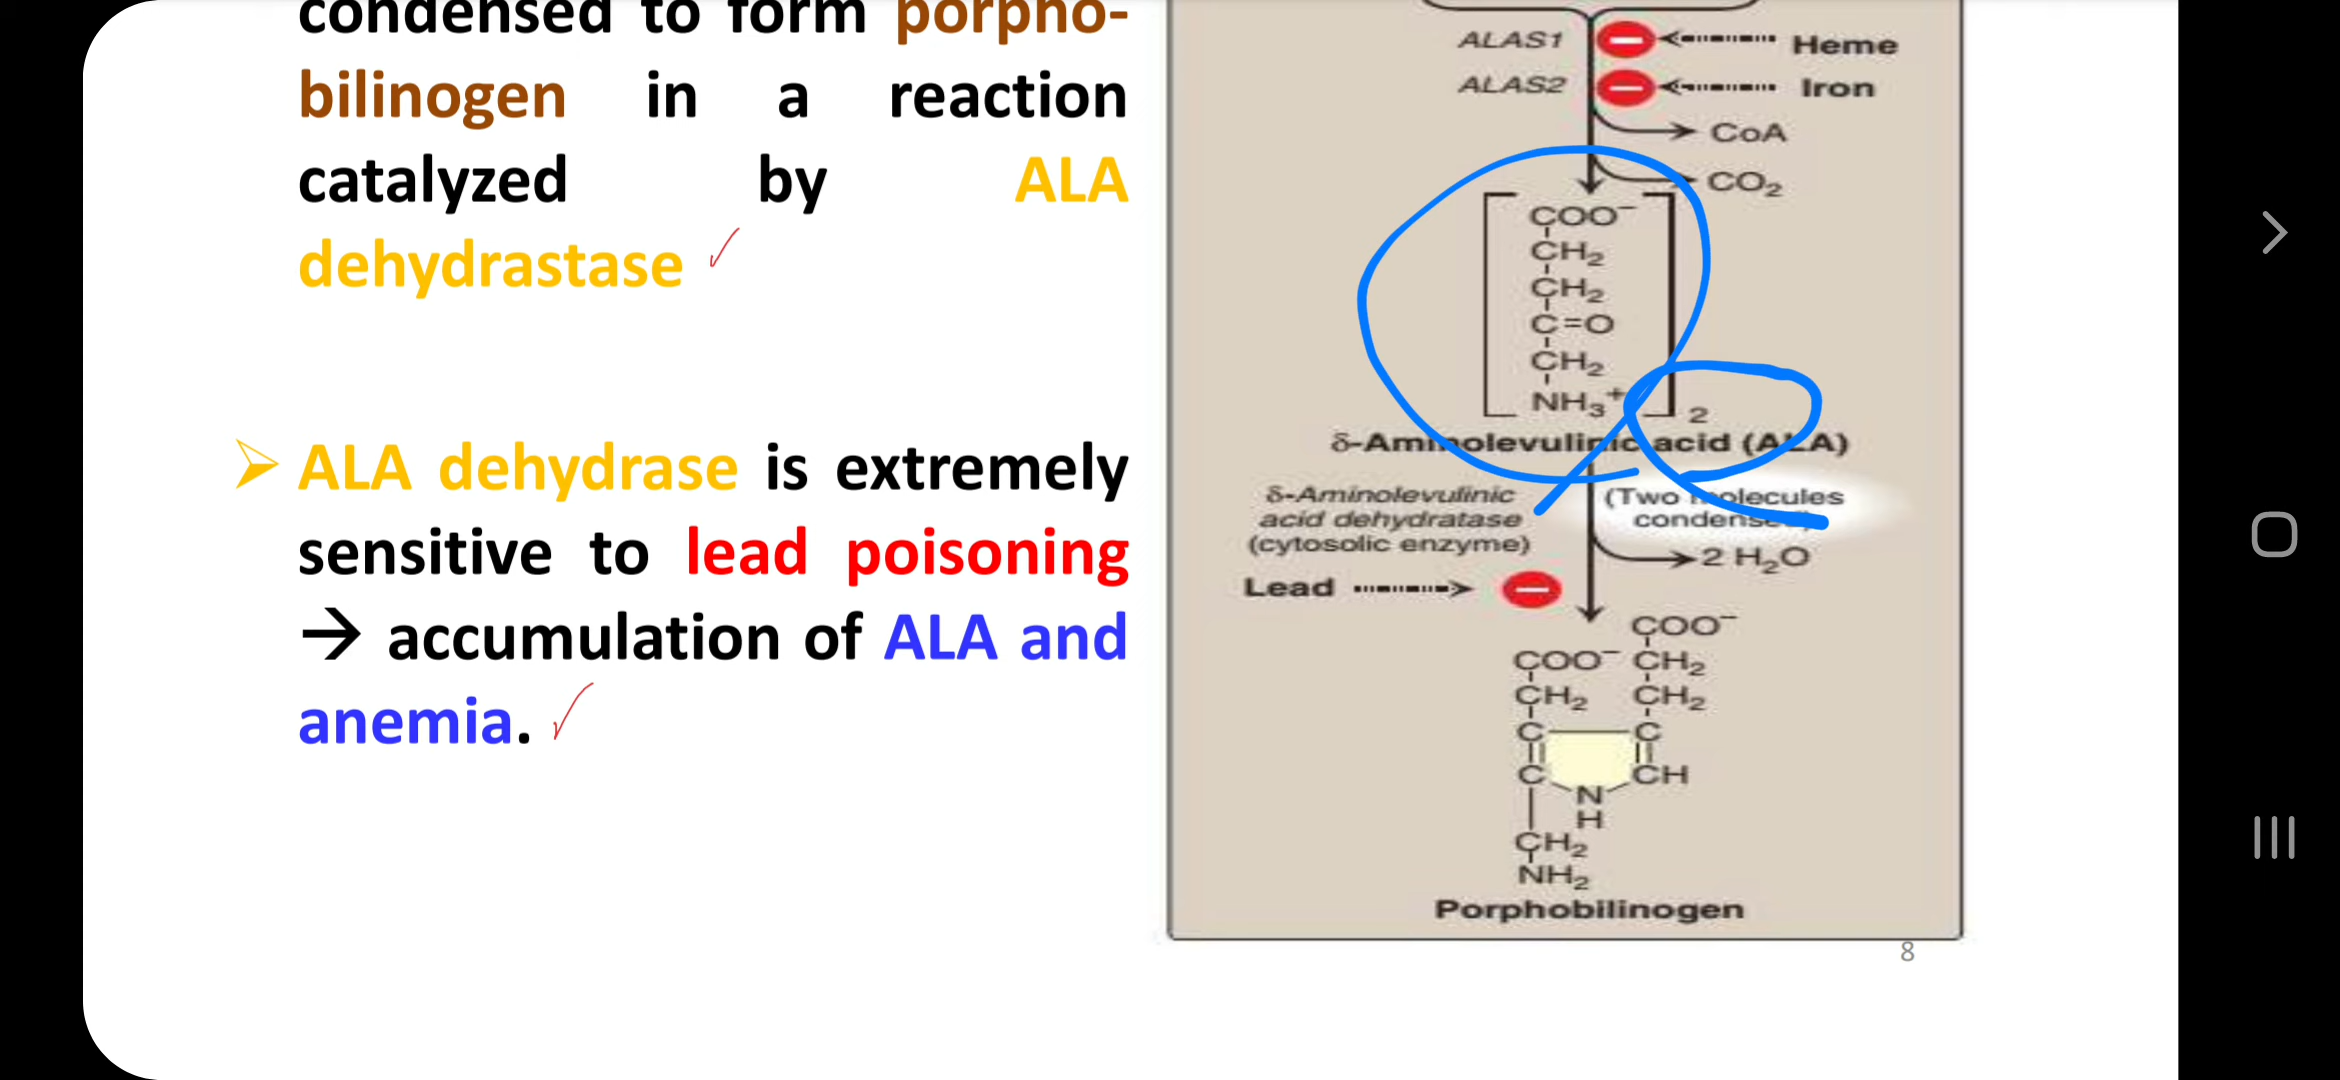 condensed to form porpho-
bilinogen in a reaction
catalyzed by ALA
dehydrastase
➢ ALA dehydrase is extremely
sensitive to lead poisoning
→ accumulation of ALA and
anemia.
ALAS1 Heme
ALAS2 Iron
CoA
CO₂
COO⁻
CH₂
CH₂
C=O
CH₂
NH₃⁺
2
δ-Aminolevulinic acid (ALA)
δ-Aminolevulinic
acid dehydratase
(cytosolic enzyme)
(Two molecules
condensed)
2 H₂O
Lead
COO⁻
COO⁻ CH₂
CH₂ CH₂
C C
C CH
N
H
CH₂
NH₂
Porphobilinogen
8